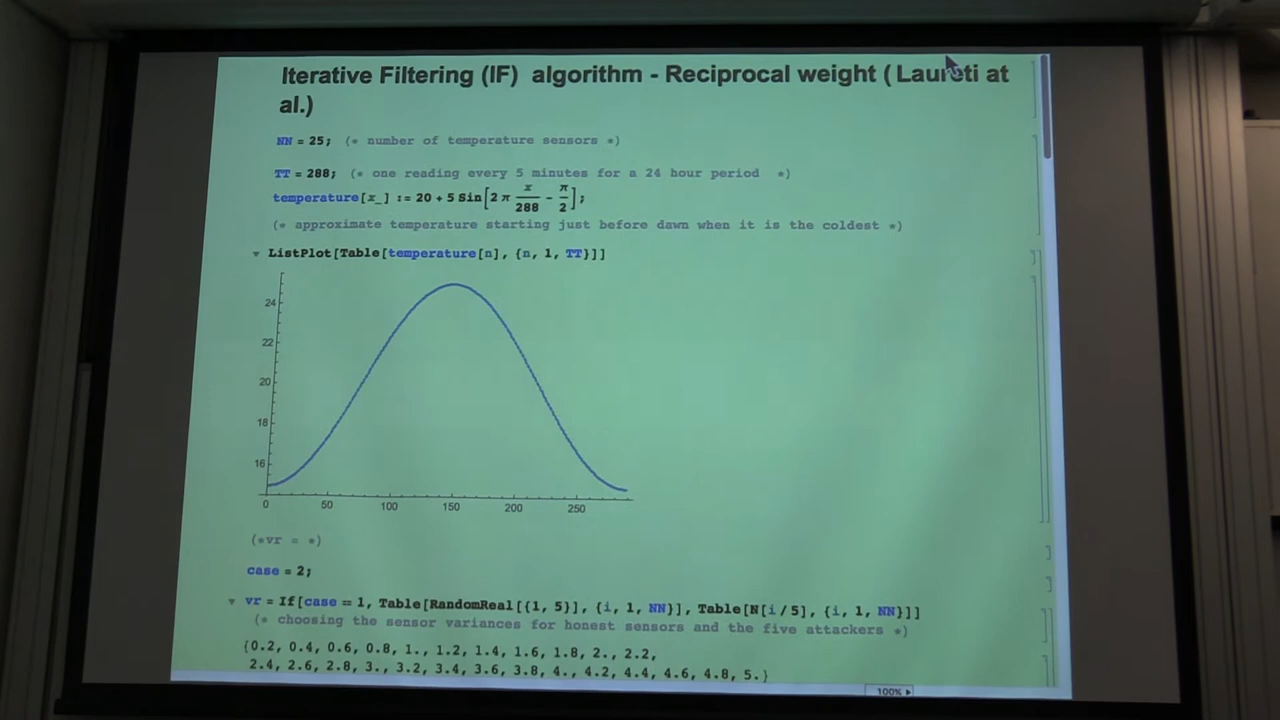 Iterative Filtering (IF) algorithm - Reciprocal weight ( Laureti at
al.)
NN = 25; (* number of temperature sensors *)
TT = 288; (* one reading every 5 minutes for a 24 hour period *)
temperature[x_] := 20 + 5 Sin[2 π x/288 - π/2];
(* approximate temperature starting just before dawn when it is the coldest *)
ListPlot[Table[temperature[n], {n, 1, TT}]]
24
22
20
18
16
0 50 100 150 200 250
(*vr = *)
case = 2;
vr = If[case == 1, Table[RandomReal[{1, 5}], {i, 1, NN}], Table[N[i / 5], {i, 1, NN}]]
(* choosing the sensor variances for honest sensors and the five attackers *)
{0.2, 0.4, 0.6, 0.8, 1., 1.2, 1.4, 1.6, 1.8, 2., 2.2,
2.4, 2.6, 2.8, 3., 3.2, 3.4, 3.6, 3.8, 4., 4.2, 4.4, 4.6, 4.8, 5.}
100%